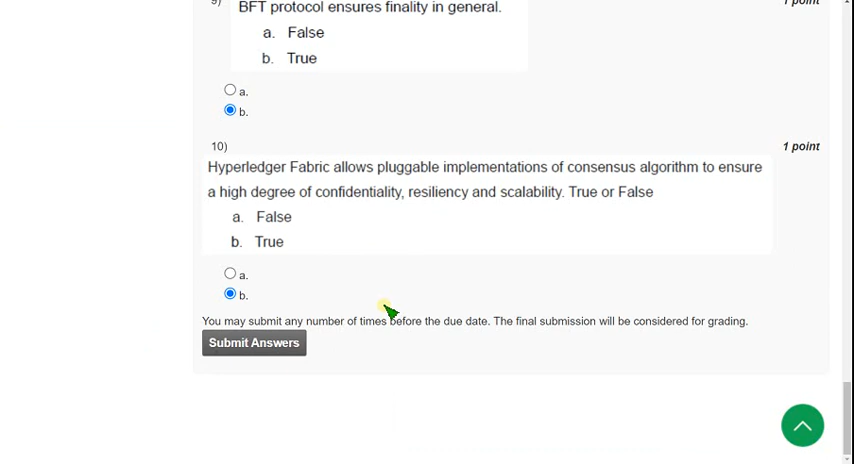 9) 1 point
BFT protocol ensures finality in general.
a. False
b. True
a.
b.
10) 1 point
Hyperledger Fabric allows pluggable implementations of consensus algorithm to ensure
a high degree of confidentiality, resiliency and scalability. True or False
a. False
b. True
a.
b.
You may submit any number of times before the due date. The final submission will be considered for grading.
Submit Answers